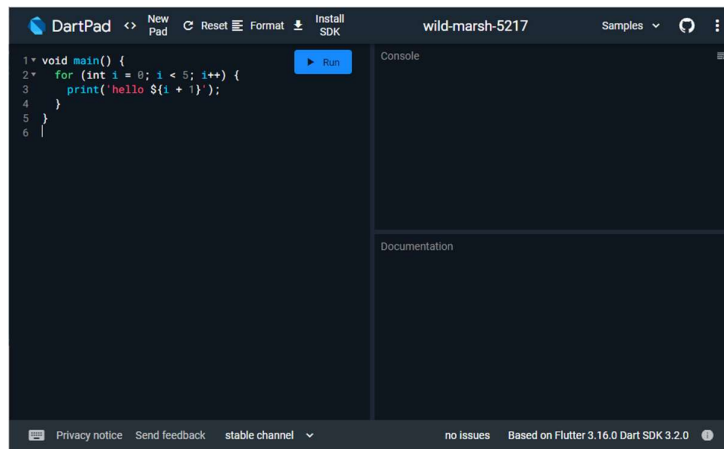 DartPad <> New Pad Reset Format Install SDK wild-marsh-5217 Samples
1 void main() {
2 for (int i = 0; i < 5; i++) {
3 print('hello ${i + 1}');
4 }
5 }
6
Run
Console
Documentation
Privacy notice Send feedback stable channel no issues Based on Flutter 3.16.0 Dart SDK 3.2.0